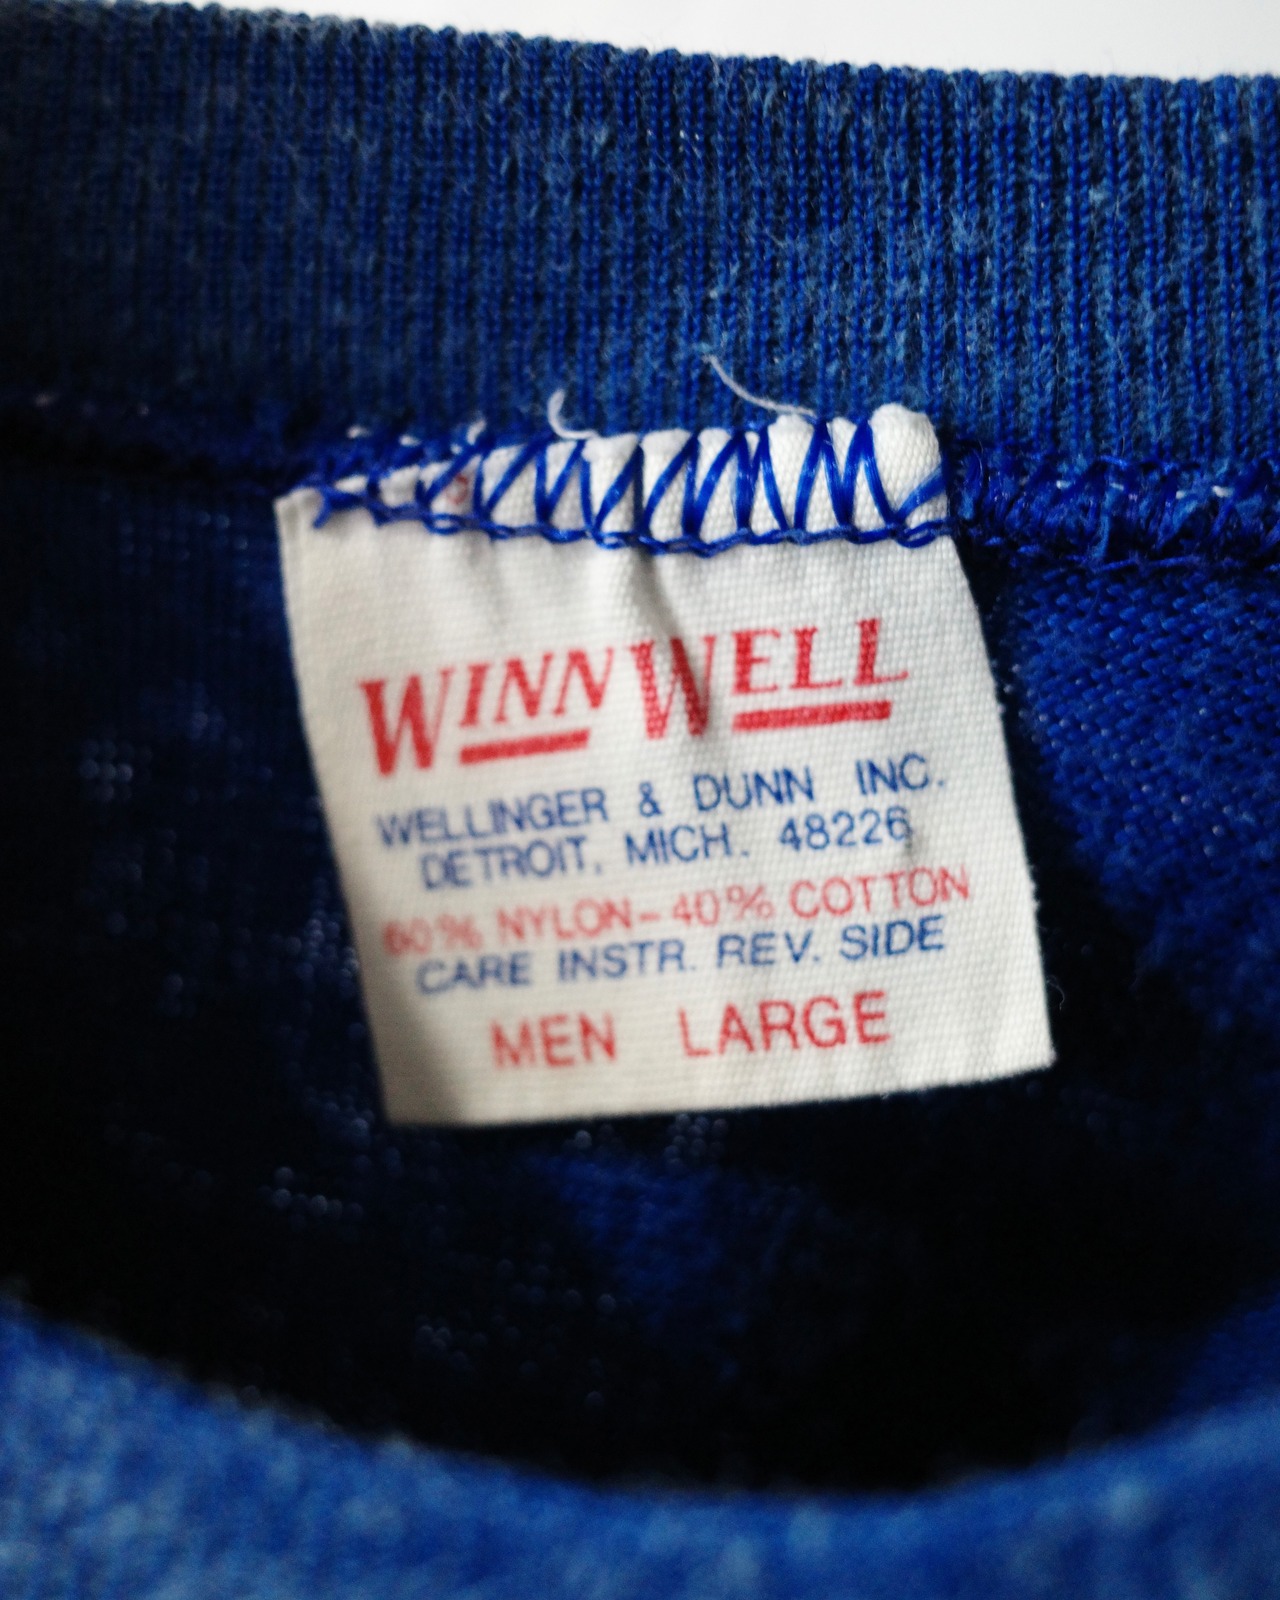 WINN WELL
WELLINGER & DUNN INC.
DETROIT, MICH. 48226
60% NYLON-40% COTTON
CARE INSTR. REV. SIDE
MEN LARGE